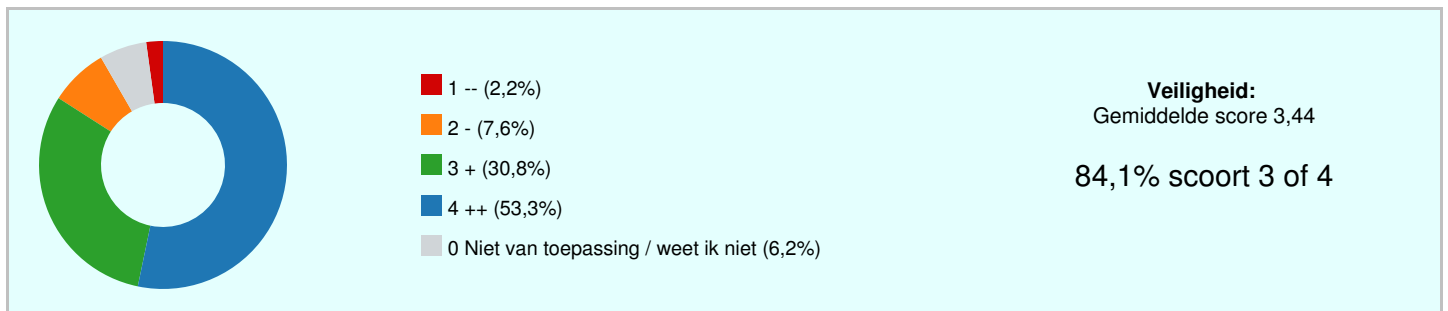 1 -- (2,2%)
2 - (7,6%)
3 + (30,8%)
4 ++ (53,3%)
0 Niet van toepassing / weet ik niet (6,2%)
Veiligheid:
Gemiddelde score 3,44
84,1% scoort 3 of 4